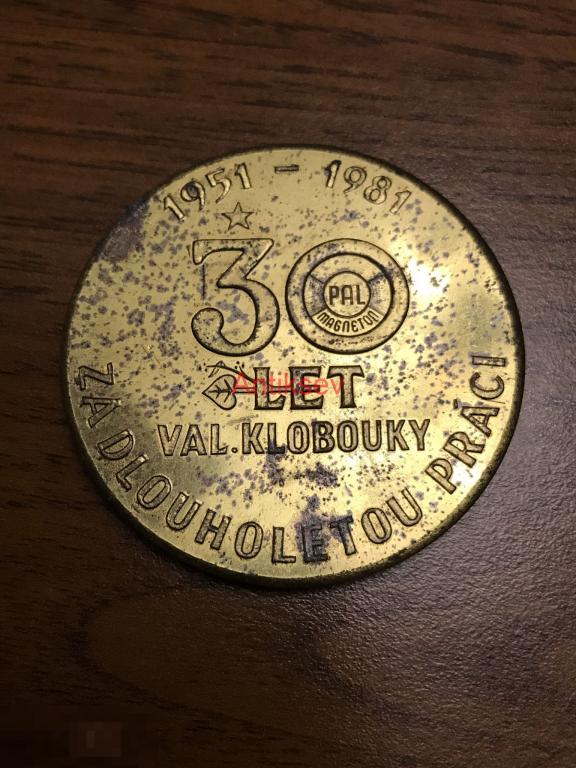 1951 - 1981
30
PAL
MAGNETON
LET
VAL.KLOBOUKY
ZA DLOUHOLETOU PRÁCI
Antiksev